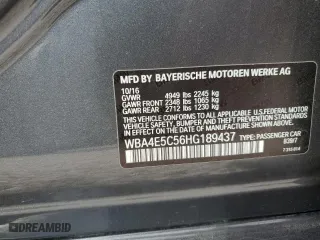 MFD BY BAYERISCHE MOTOREN WERKE AG
10/16
GVWR 4949 lbs 2245 kg
GAWR FRONT 2348 lbs 1065 kg
GAWR REAR 2712 lbs 1230 kg
THIS VEHICLE CONFORMS TO ALL APPLICABLE U.S. FEDERAL MOTOR
VEHICLE SAFETY, BUMPER, AND THEFT PREVENTION STANDARDS IN
EFFECT ON THE DATE OF MANUFACTURE SHOWN ABOVE.
WBA4E5C56HG189437 TYPE: PASSENGER CAR
DREAMBID